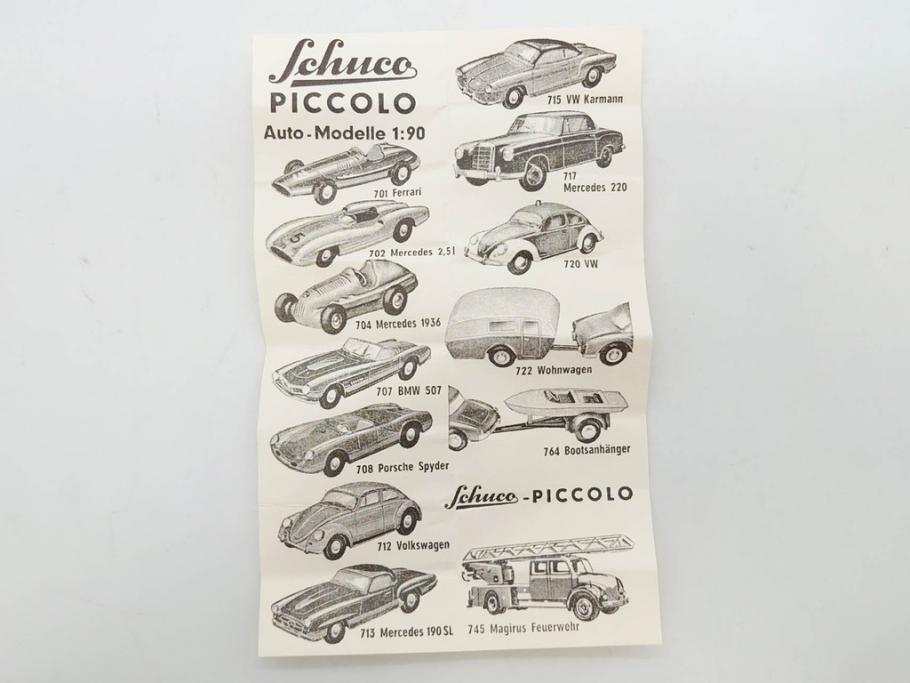 Schuco
PICCOLO
Auto-Modelle 1:90
701 Ferrari
5
702 Mercedes 2,5l
704 Mercedes 1936
707 BMW 507
708 Porsche Spyder
712 Volkswagen
713 Mercedes 190SL
715 VW Karmann
717
Mercedes 220
720 VW
722 Wohnwagen
764 Bootsanhänger
Schuco-PICCOLO
745 Magirus Feuerwehr